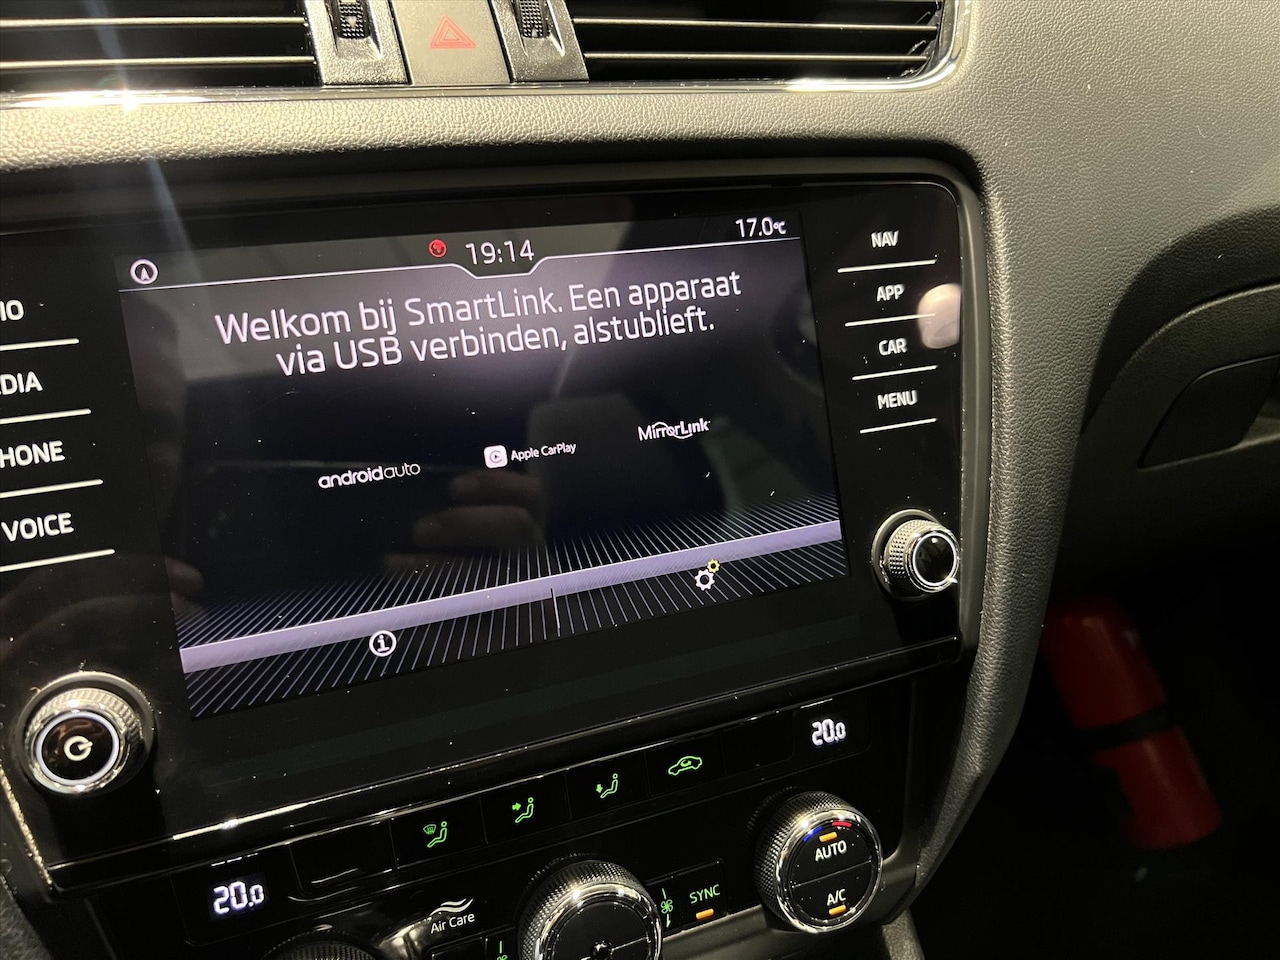 19:14
17.0°C
Welkom bij SmartLink. Een apparaat
via USB verbinden, alstublieft.
androidauto
Apple CarPlay
MirrorLink
VOICE
NAV
APP
CAR
MENU
20.0
20.0
Air Care
SYNC
AUTO
A/C